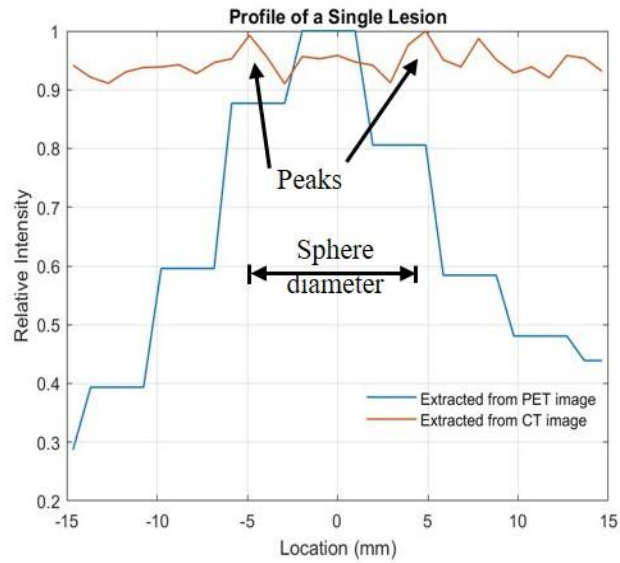 Profile of a Single Lesion
1
0.9
0.8
0.7
0.6
0.5
0.4
0.3
0.2
Relative Intensity
Peaks
Sphere
diameter
Extracted from PET image
Extracted from CT image
-15
-10
-5
0
5
10
15
Location (mm)